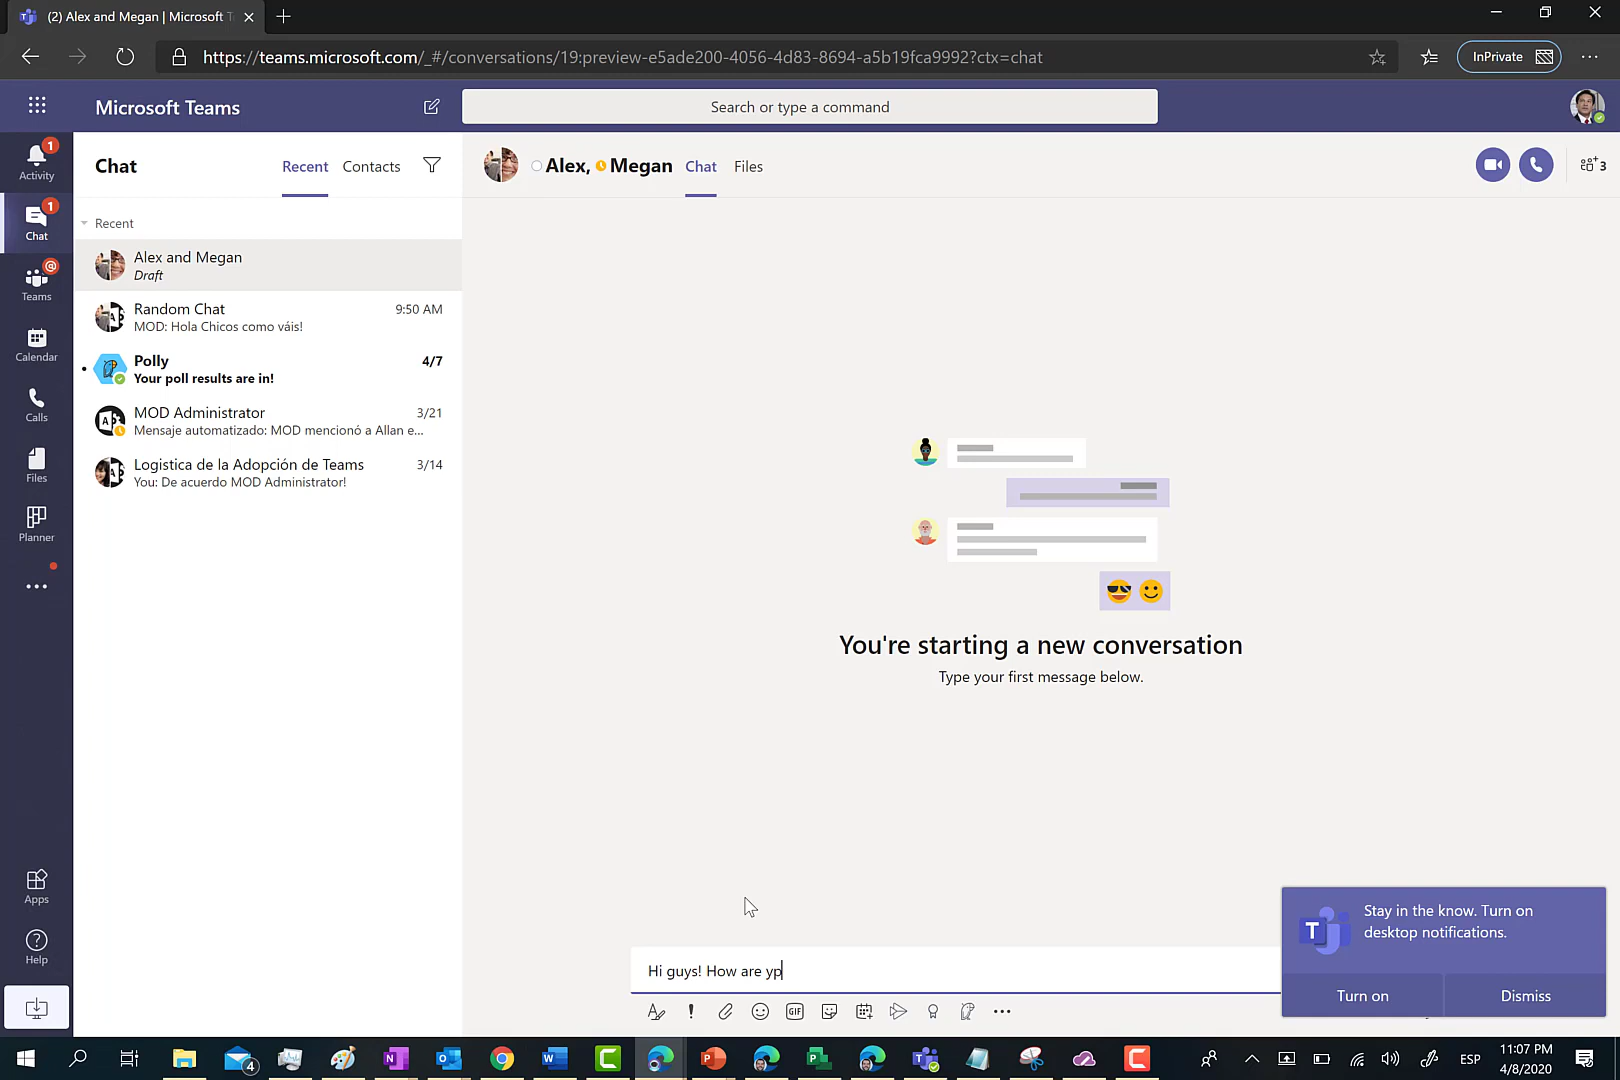 (2) Alex and Megan | Microsoft T
https://teams.microsoft.com/_#/conversations/19:preview-e5ade200-4056-4d83-8694-a5b19fca9992?ctx=chat
InPrivate
Microsoft Teams
Search or type a command
1
Activity
1
Chat
@
Teams
Calendar
Calls
Files
Planner
Apps
Help
Chat
Recent
Contacts
Recent
Alex and Megan
Draft
Random Chat 9:50 AM
MOD: Hola Chicos como váis!
Polly 4/7
Your poll results are in!
MOD Administrator 3/21
Mensaje automatizado: MOD mencionó a Allan e...
Logistica de la Adopción de Teams 3/14
You: De acuerdo MOD Administrator!
Alex, Megan
Chat
Files
3
You're starting a new conversation
Type your first message below.
Hi guys! How are yp
GIF
T
Stay in the know. Turn on
desktop notifications.
Turn on
Dismiss
4
ESP
11:07 PM
4/8/2020